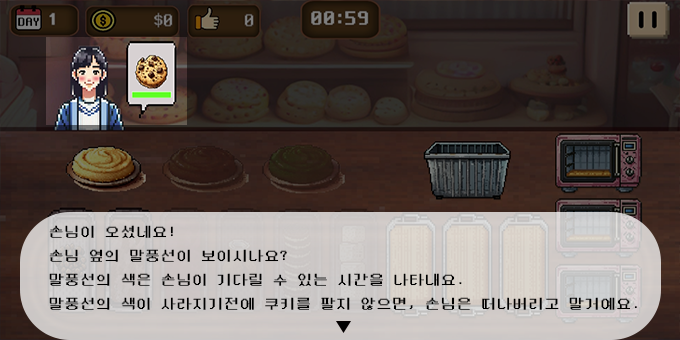 DAY 1
$0
0
00:59
손님이 오셨네요!
손님 옆의 말풍선이 보이시나요?
말풍선의 색은 손님이 기다릴 수 있는 시간을 나타내요.
말풍선의 색이 사라지기전에 쿠키를 팔지 않으면, 손님은 떠나버리고 말거에요.